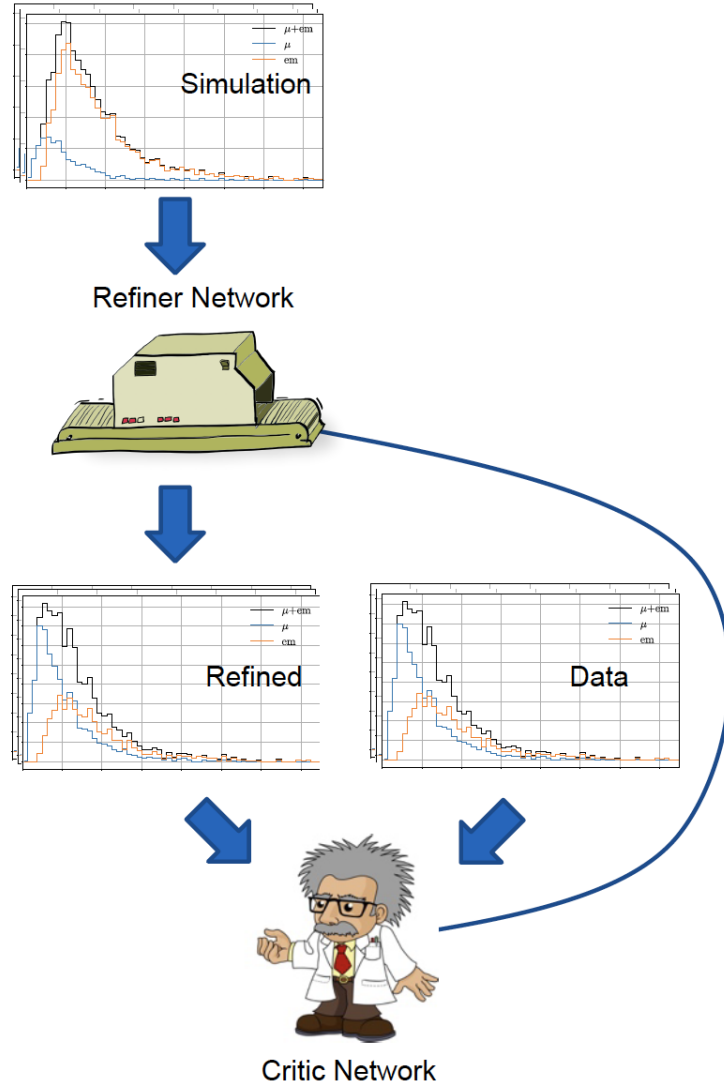 μ+em
μ
em
Simulation
Refiner Network
μ+em
μ
em
Refined
μ+em
μ
em
Data
Critic Network